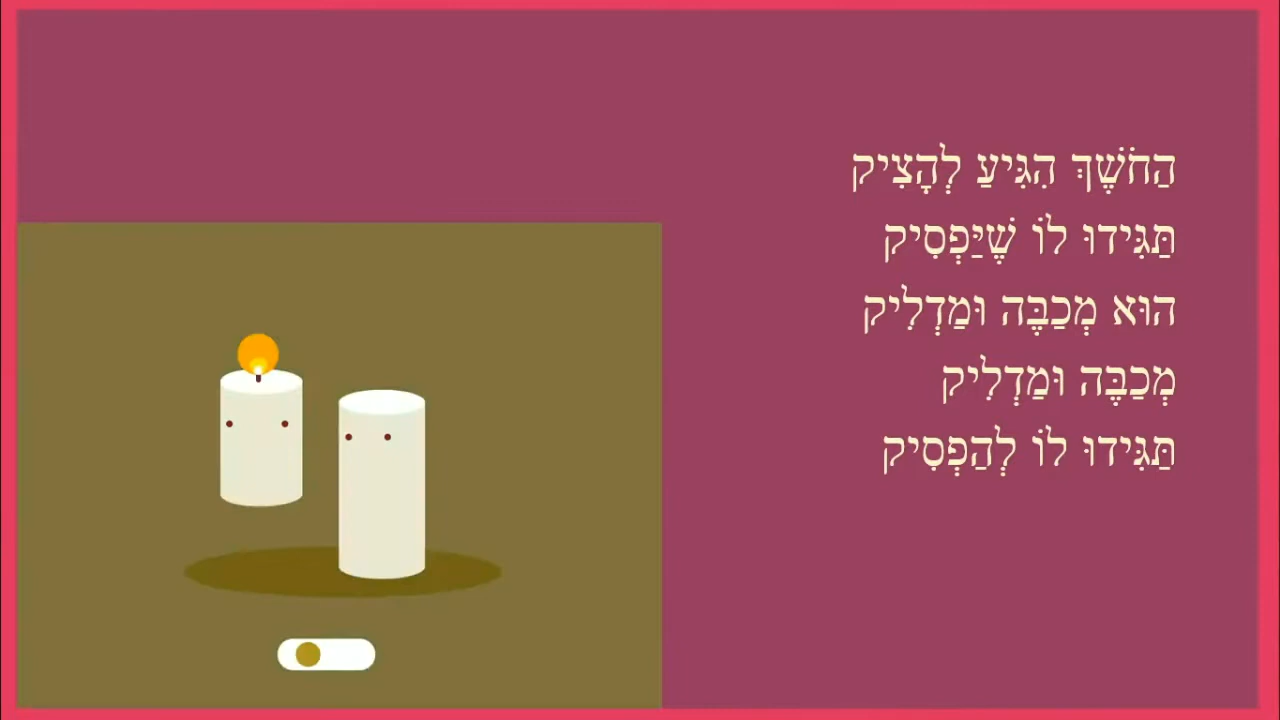 הַחֹשֶׁךְ הִגִּיעַ לְהָצִיק
תַּגִּידוּ לוֹ שֶׁיַּפְסִיק
הוּא מְכַבֶּה וּמַדְלִיק
מְכַבֶּה וּמַדְלִיק
תַּגִּידוּ לוֹ לְהַפְסִיק